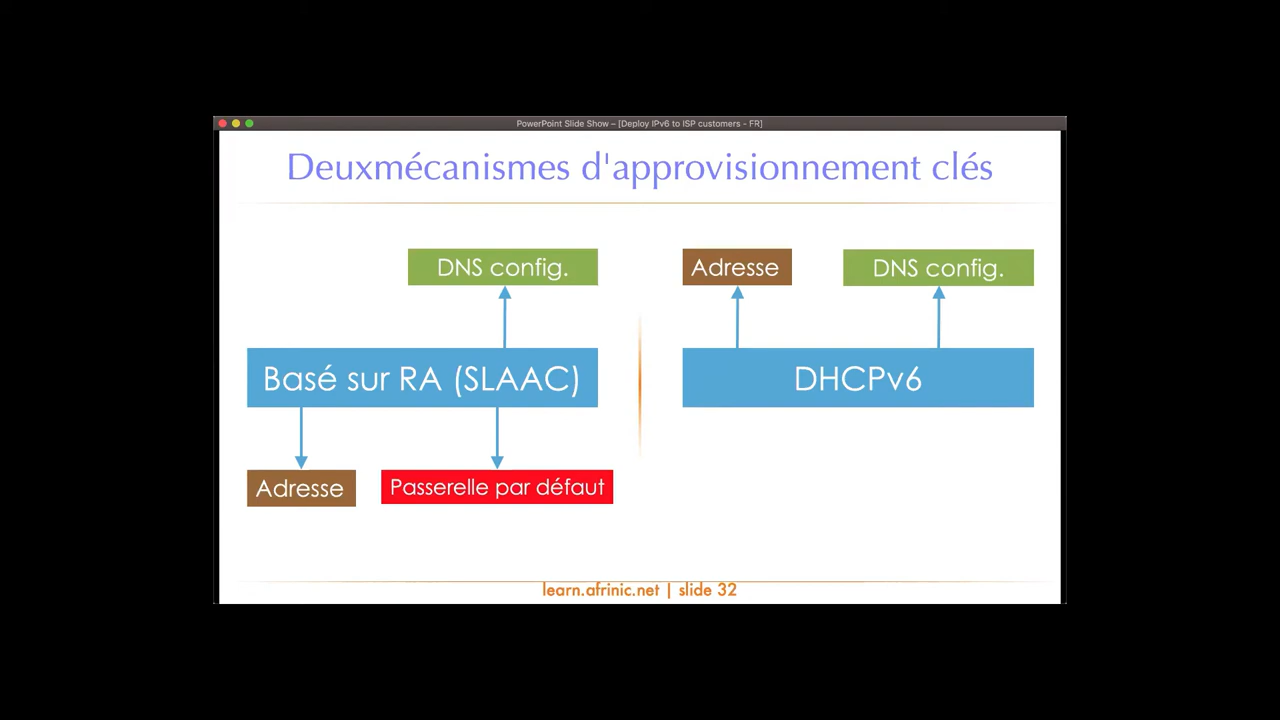 PowerPoint Slide Show – [Deploy IPv6 to ISP customers - FR]
Deuxmécanismes d'approvisionnement clés
DNS config.
Adresse
DNS config.
Basé sur RA (SLAAC)
DHCPv6
Adresse
Passerelle par défaut
learn.afrinic.net | slide 32